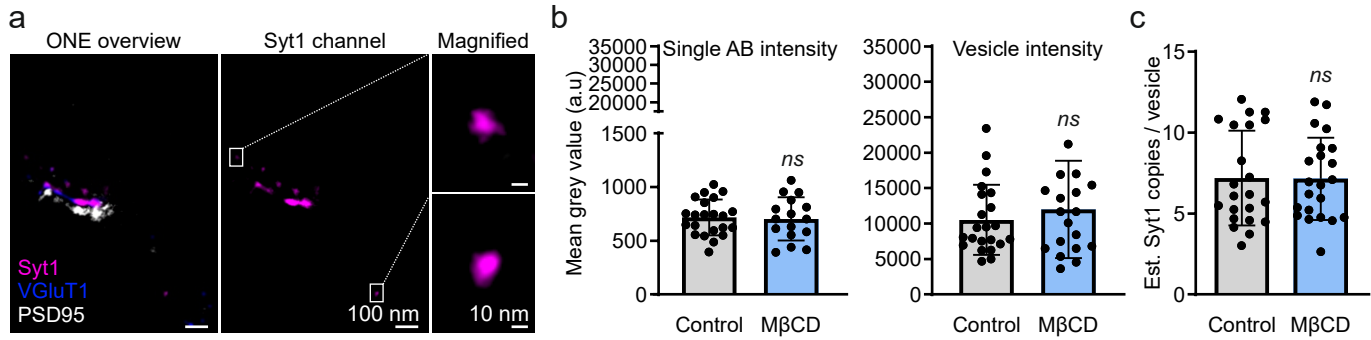 a
ONE overview
Syt1 channel
Magnified
Syt1
VGluT1
PSD95
100 nm
10 nm
b
Mean grey value (a.u)
Single AB intensity
35000
30000
25000
20000
1500
1000
500
0
ns
Control
MβCD
Vesicle intensity
35000
30000
25000
20000
15000
10000
5000
0
ns
Control
MβCD
c
Est. Syt1 copies / vesicle
15
10
5
0
ns
Control
MβCD